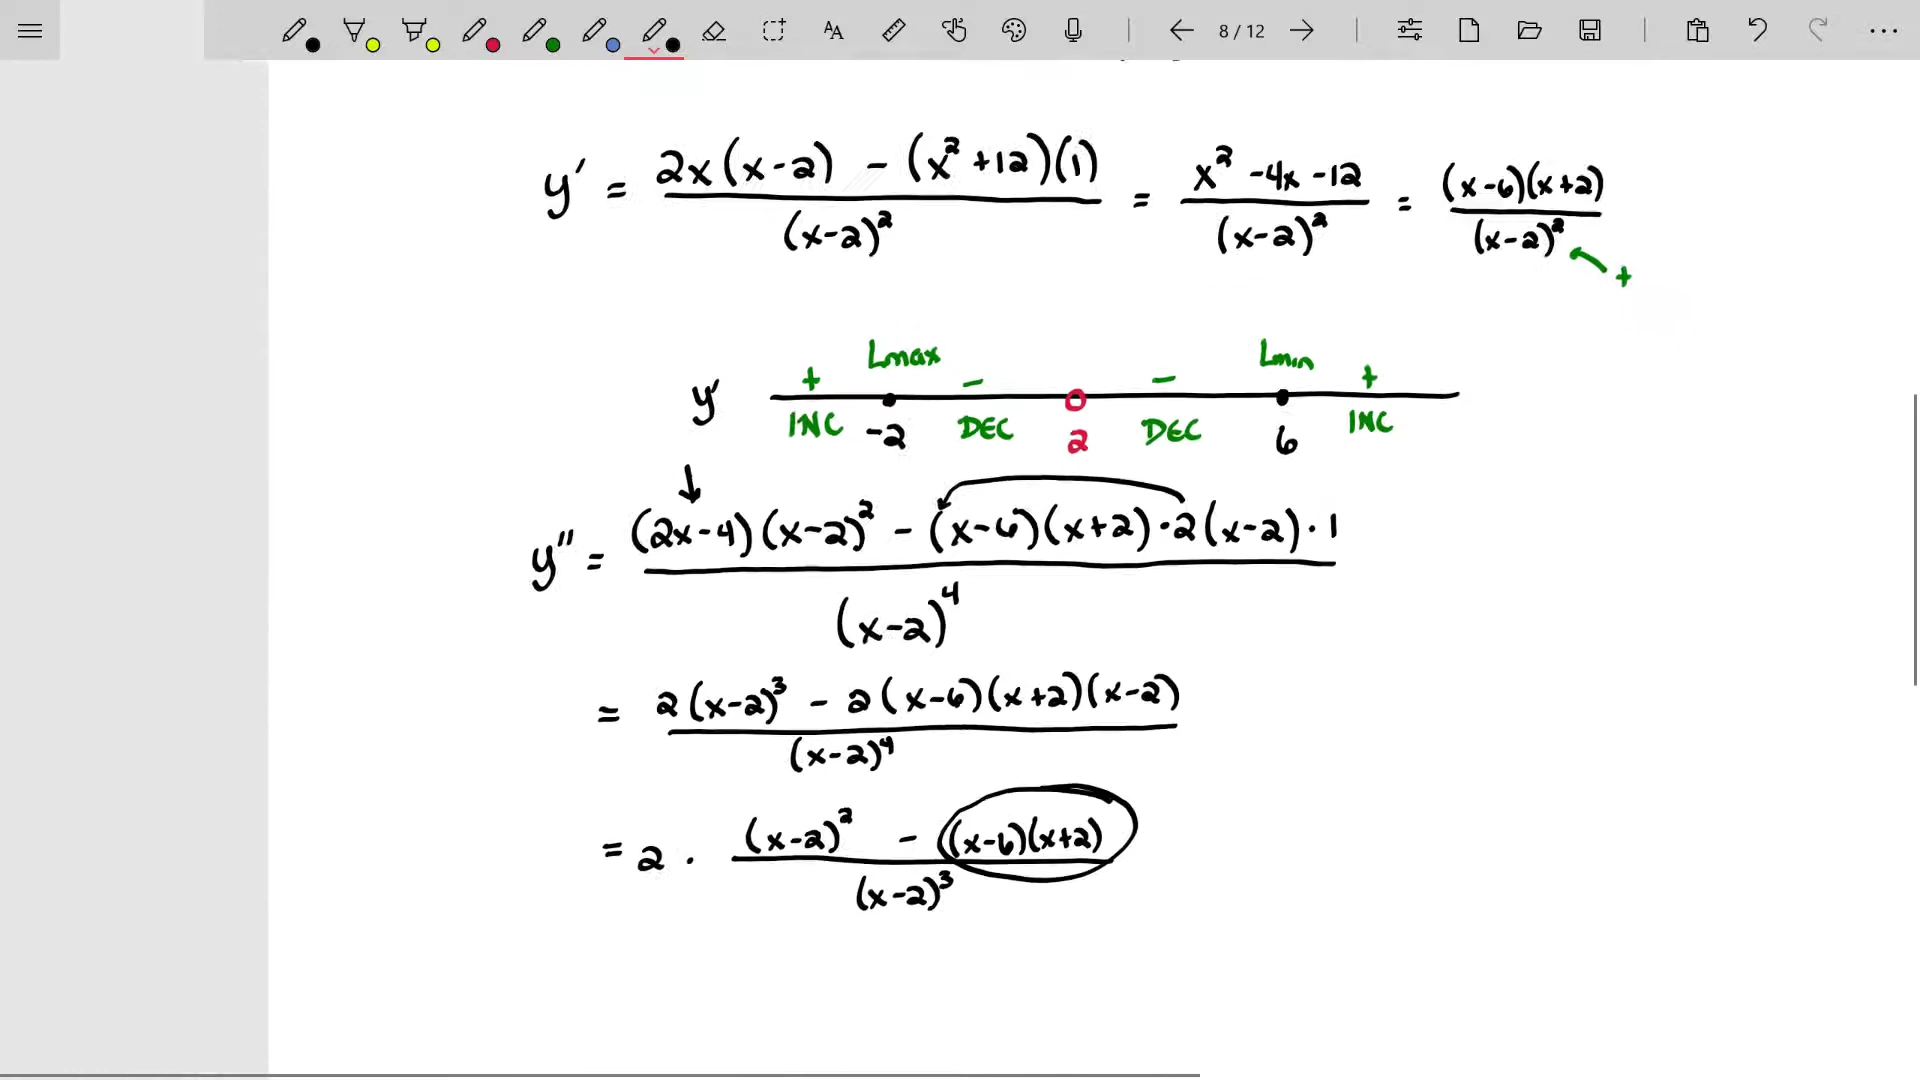 8 / 12
y' = (2x(x-2) - (x² + 12)(1)) / (x-2)² = (x² - 4x - 12) / (x-2)² = (x-6)(x+2) / (x-2)²
+
+ Lmax - - Lmin +
y'
INC -2 DEC 2 DEC 6 INC
y'' = ((2x-4)(x-2)² - (x-6)(x+2) · 2(x-2) · 1) / (x-2)⁴
= (2(x-2)³ - 2(x-6)(x+2)(x-2)) / (x-2)⁴
= 2 · ((x-2)² - (x-6)(x+2)) / (x-2)³